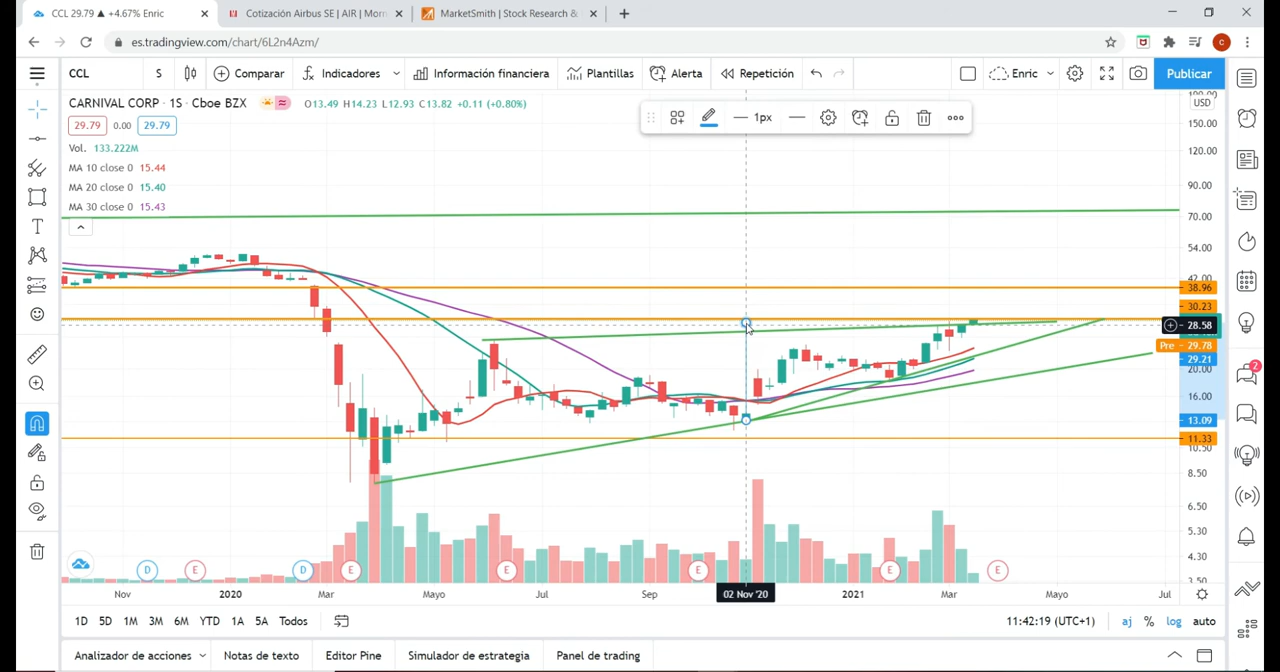 CCL 29.79 ▲ +4.67% Enric
Cotización Airbus SE | AIR | Morn
MarketSmith | Stock Research &
es.tradingview.com/chart/6L2n4Azm/
C
CCL
S
Comparar
Indicadores
Información financiera
Plantillas
Alerta
Repetición
Enric
Publicar
CARNIVAL CORP · 1S · Cboe BZX
O13.49 H14.23 L12.93 C13.82 +0.11 (+0.80%)
29.79 0.00 29.79
Vol. 133.222M
MA 10 close 0 15.44
MA 20 close 0 15.40
MA 30 close 0 15.43
1px
USD
150.00
120.00
90.00
70.00
54.00
42.00
38.96
30.23
28.58
Pre 29.78
29.21
20.00
16.00
13.09
11.33
10.50
8.50
6.50
5.30
4.30
3.50
2
D
E
D
E
E
E
E
E
Nov
2020
Mar
Mayo
Jul
Sep
02 Nov '20
2021
Mar
Mayo
Jul
1D 5D 1M 3M 6M YTD 1A 5A Todos
11:42:19 (UTC+1)
aj % log auto
Analizador de acciones
Notas de texto
Editor Pine
Simulador de estrategia
Panel de trading